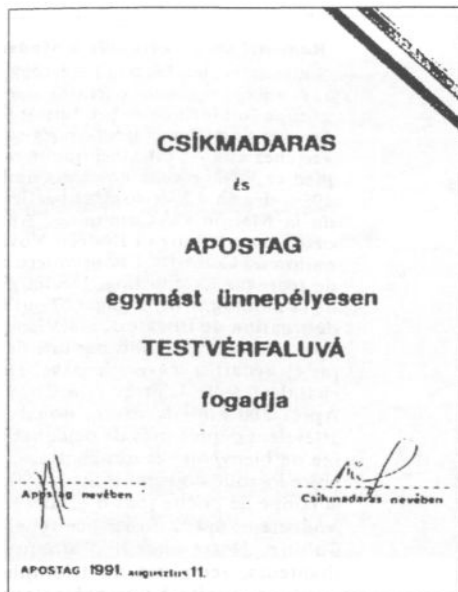 CSÍKMADARAS
és
APOSTAG
egymást ünnepélyesen
TESTVÉRFALUVÁ
fogadja
Apostag nevében
Csíkmadaras nevében
APOSTAG 1991. augusztus 11.